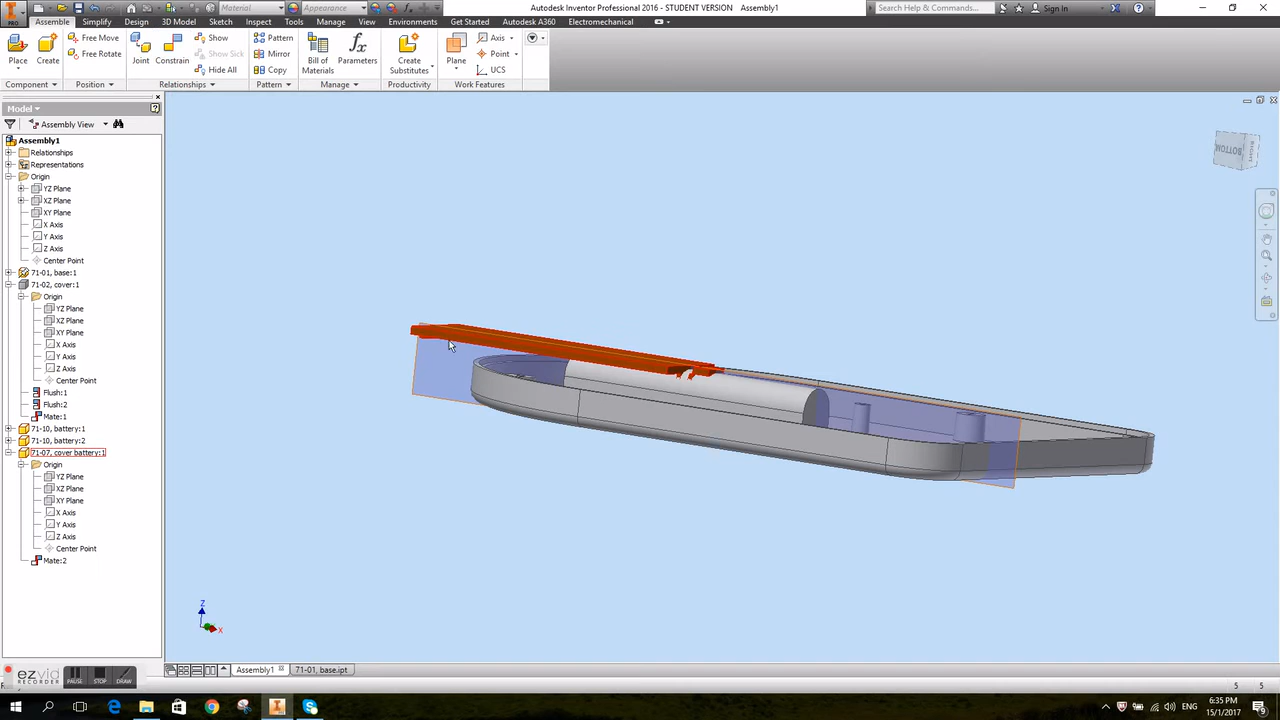 Material
Appearance
Autodesk Inventor Professional 2016 - STUDENT VERSION Assembly1
Search Help & Commands...
Sign In
PRO
Assemble Simplify Design 3D Model Sketch Inspect Tools Manage View Environments Get Started Autodesk A360 Electromechanical
Place
Create
Free Move
Free Rotate
Joint
Constrain
Show
Show Sick
Hide All
Pattern
Mirror
Copy
Bill of
Materials
Parameters
Create
Substitutes
Plane
Axis
Point
UCS
Component Position Relationships Pattern Manage Productivity Work Features
Model
Assembly View
Assembly1
Relationships
Representations
Origin
YZ Plane
XZ Plane
XY Plane
X Axis
Y Axis
Z Axis
Center Point
71-01, base:1
71-02, cover:1
Origin
YZ Plane
XZ Plane
XY Plane
X Axis
Y Axis
Z Axis
Center Point
Flush:1
Flush:2
Mate:1
71-10, battery:1
71-10, battery:2
71-07, cover battery:1
Origin
YZ Plane
XZ Plane
XY Plane
X Axis
Y Axis
Z Axis
Center Point
Mate:2
BOTTOM
RIGHT
Z
X
ezvid
RECORDER
PAUSE STOP DRAW
Assembly1 71-01, base.ipt
5 5
6:35 PM
15/1/2017